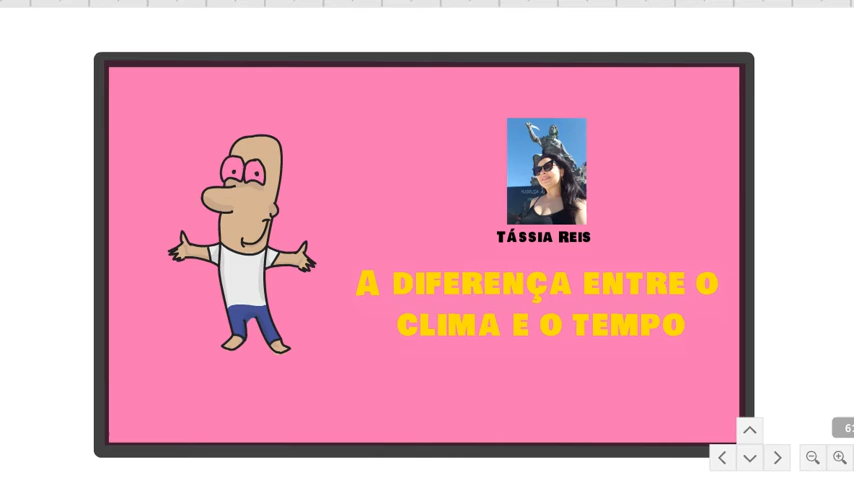 Tássia Reis
A diferença entre o
clima e o tempo